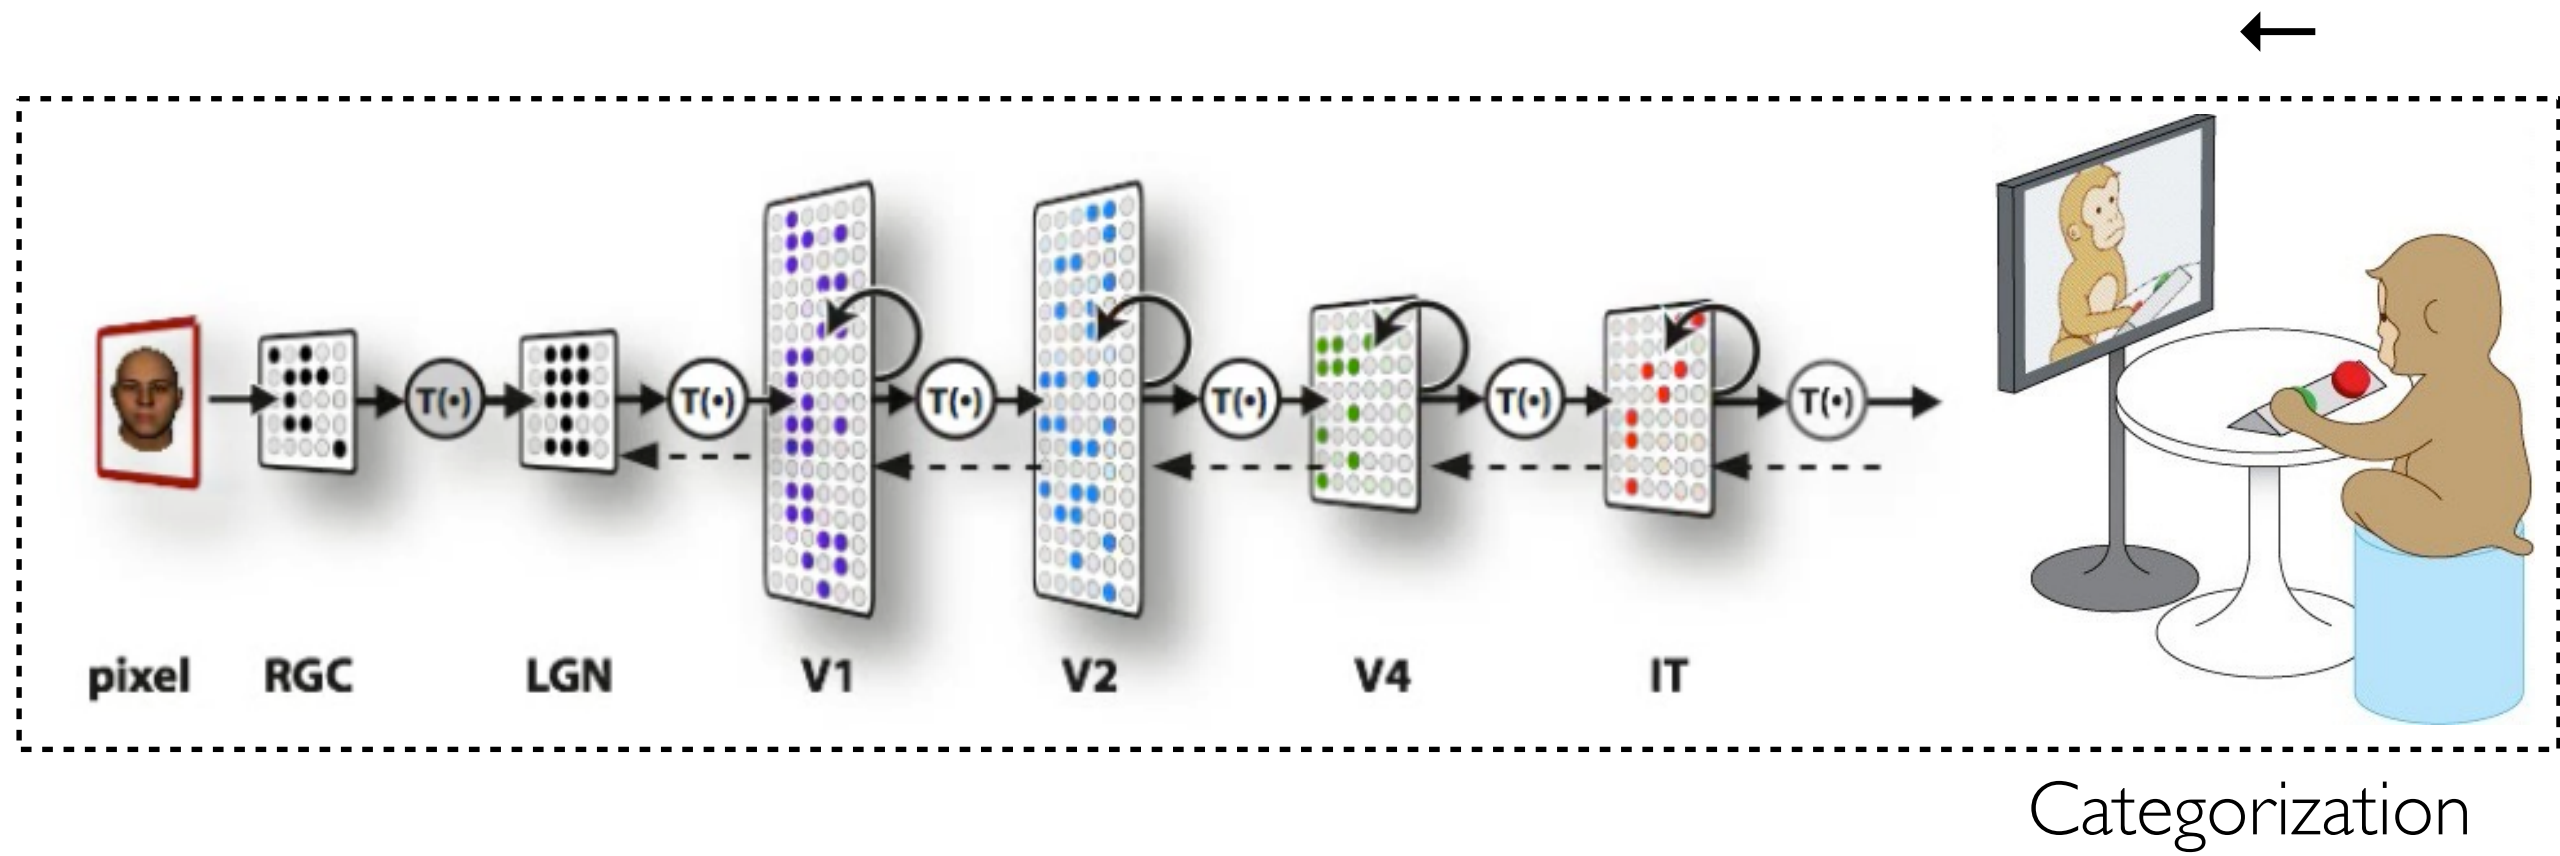 T(•) T(•) T(•) T(•) T(•) T(•)
pixel RGC LGN V1 V2 V4 IT
Categorization